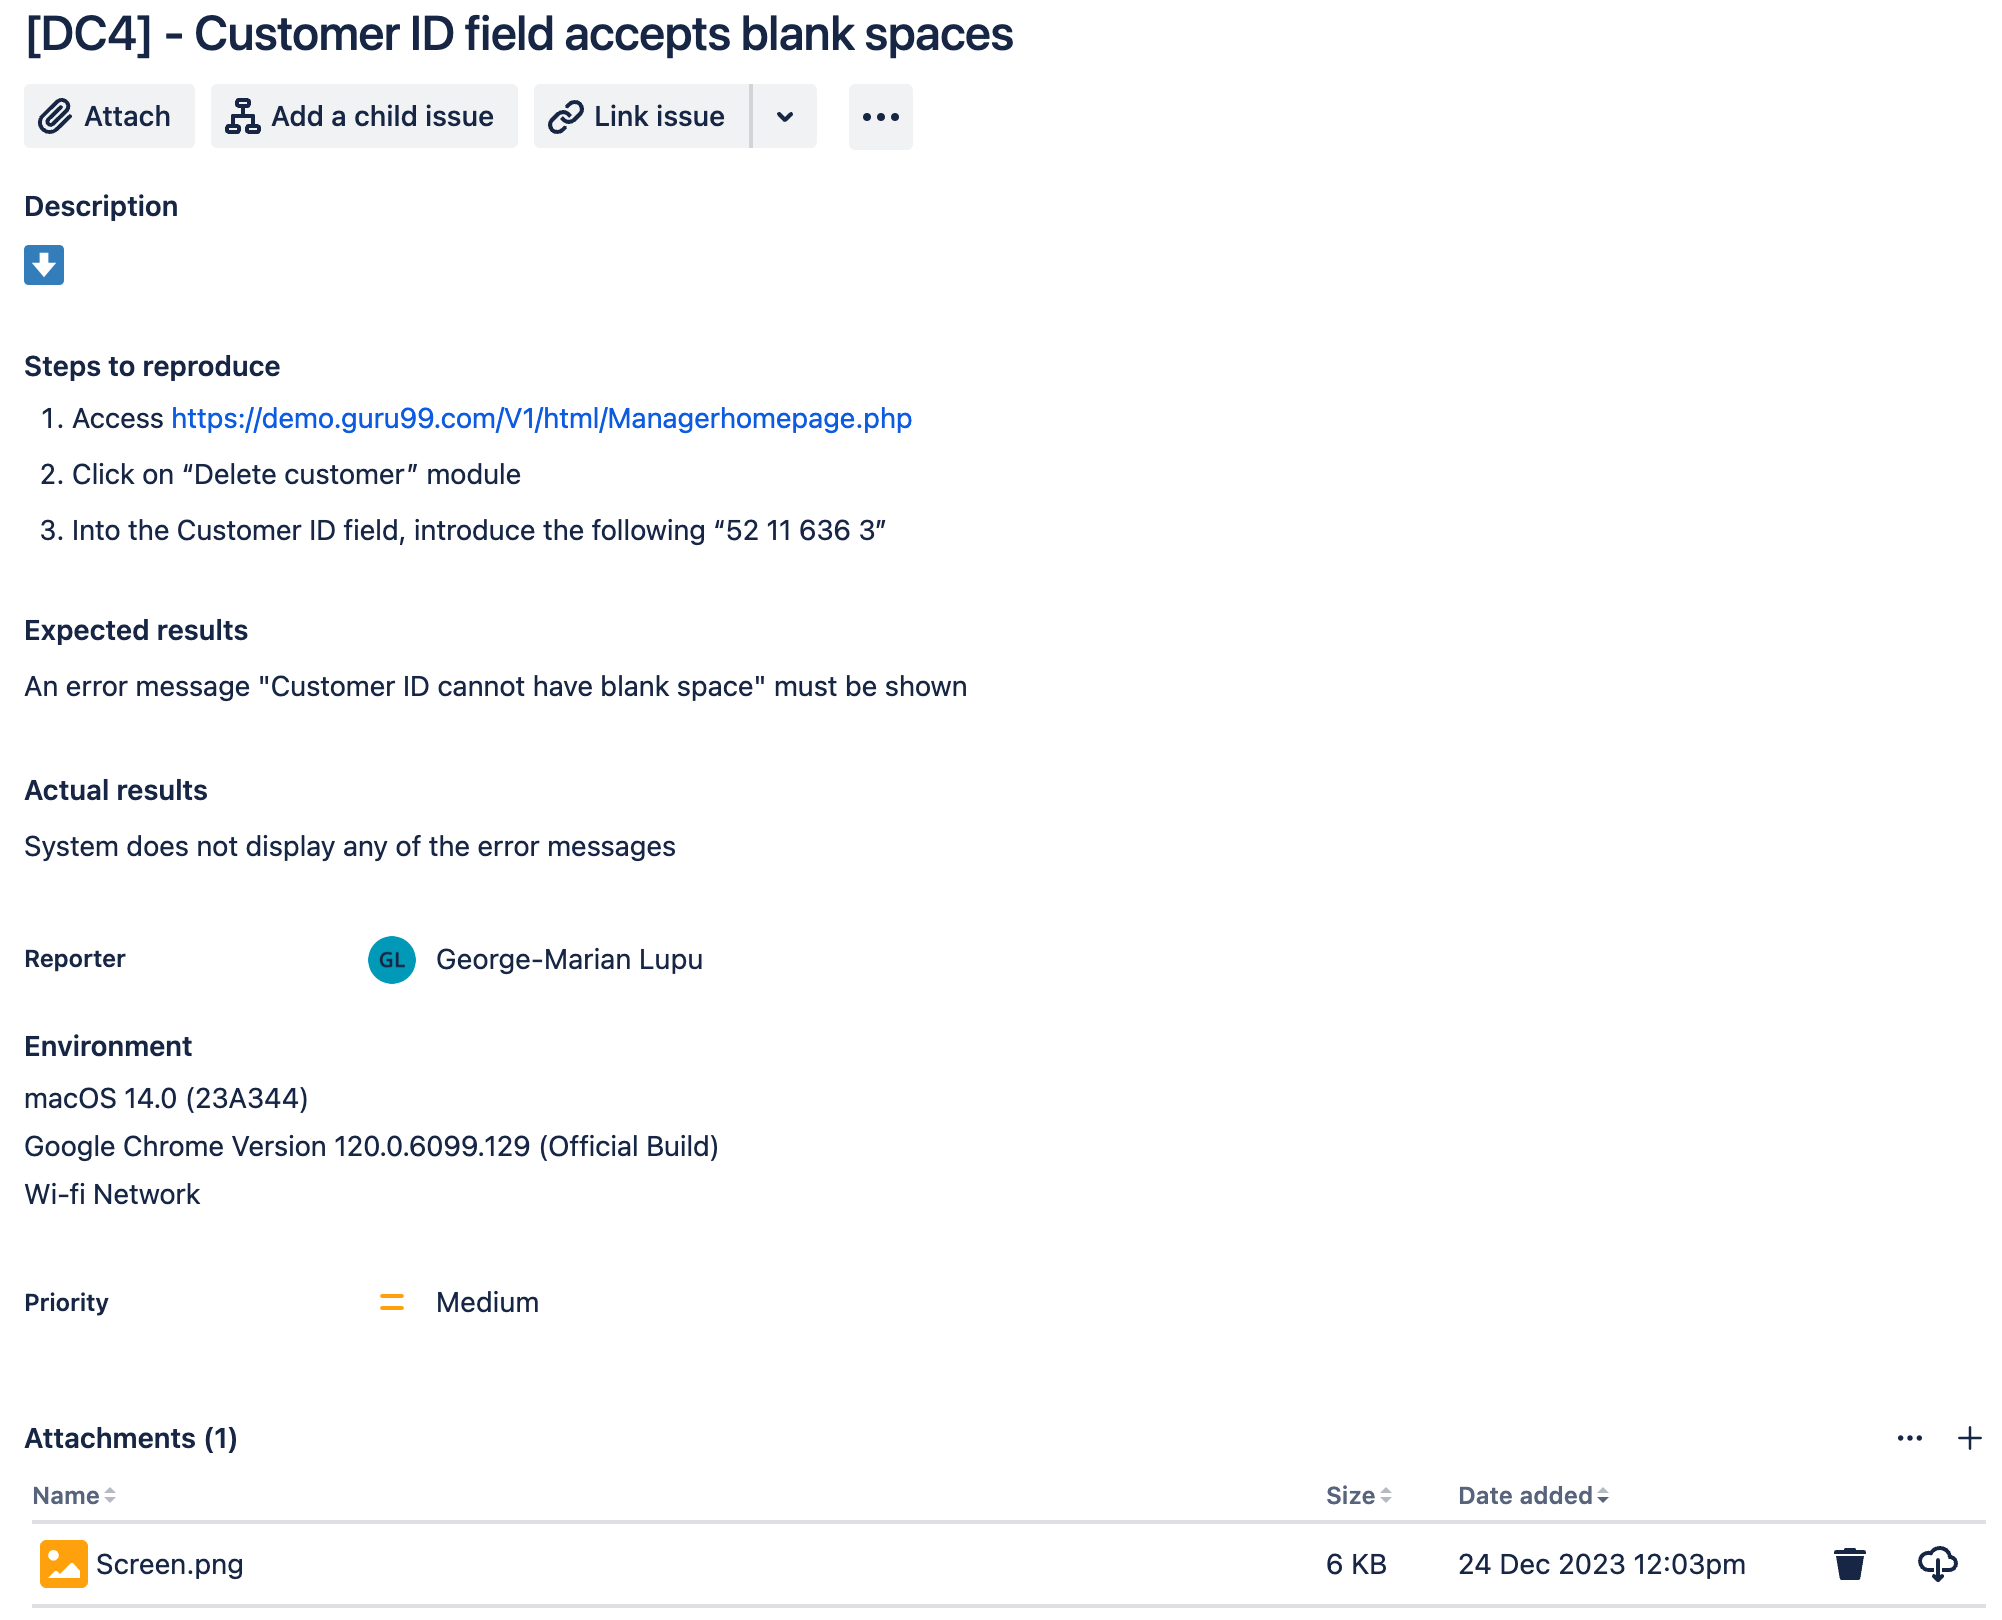 [DC4] - Customer ID field accepts blank spaces
Attach
Add a child issue
Link issue
Description
Steps to reproduce
1. Access https://demo.guru99.com/V1/html/Managerhomepage.php
2. Click on “Delete customer” module
3. Into the Customer ID field, introduce the following “52 11 636 3”
Expected results
An error message "Customer ID cannot have blank space" must be shown
Actual results
System does not display any of the error messages
Reporter
GL
George-Marian Lupu
Environment
macOS 14.0 (23A344)
Google Chrome Version 120.0.6099.129 (Official Build)
Wi-fi Network
Priority
Medium
Attachments (1)
Name
Size
Date added
Screen.png
6 KB
24 Dec 2023 12:03pm